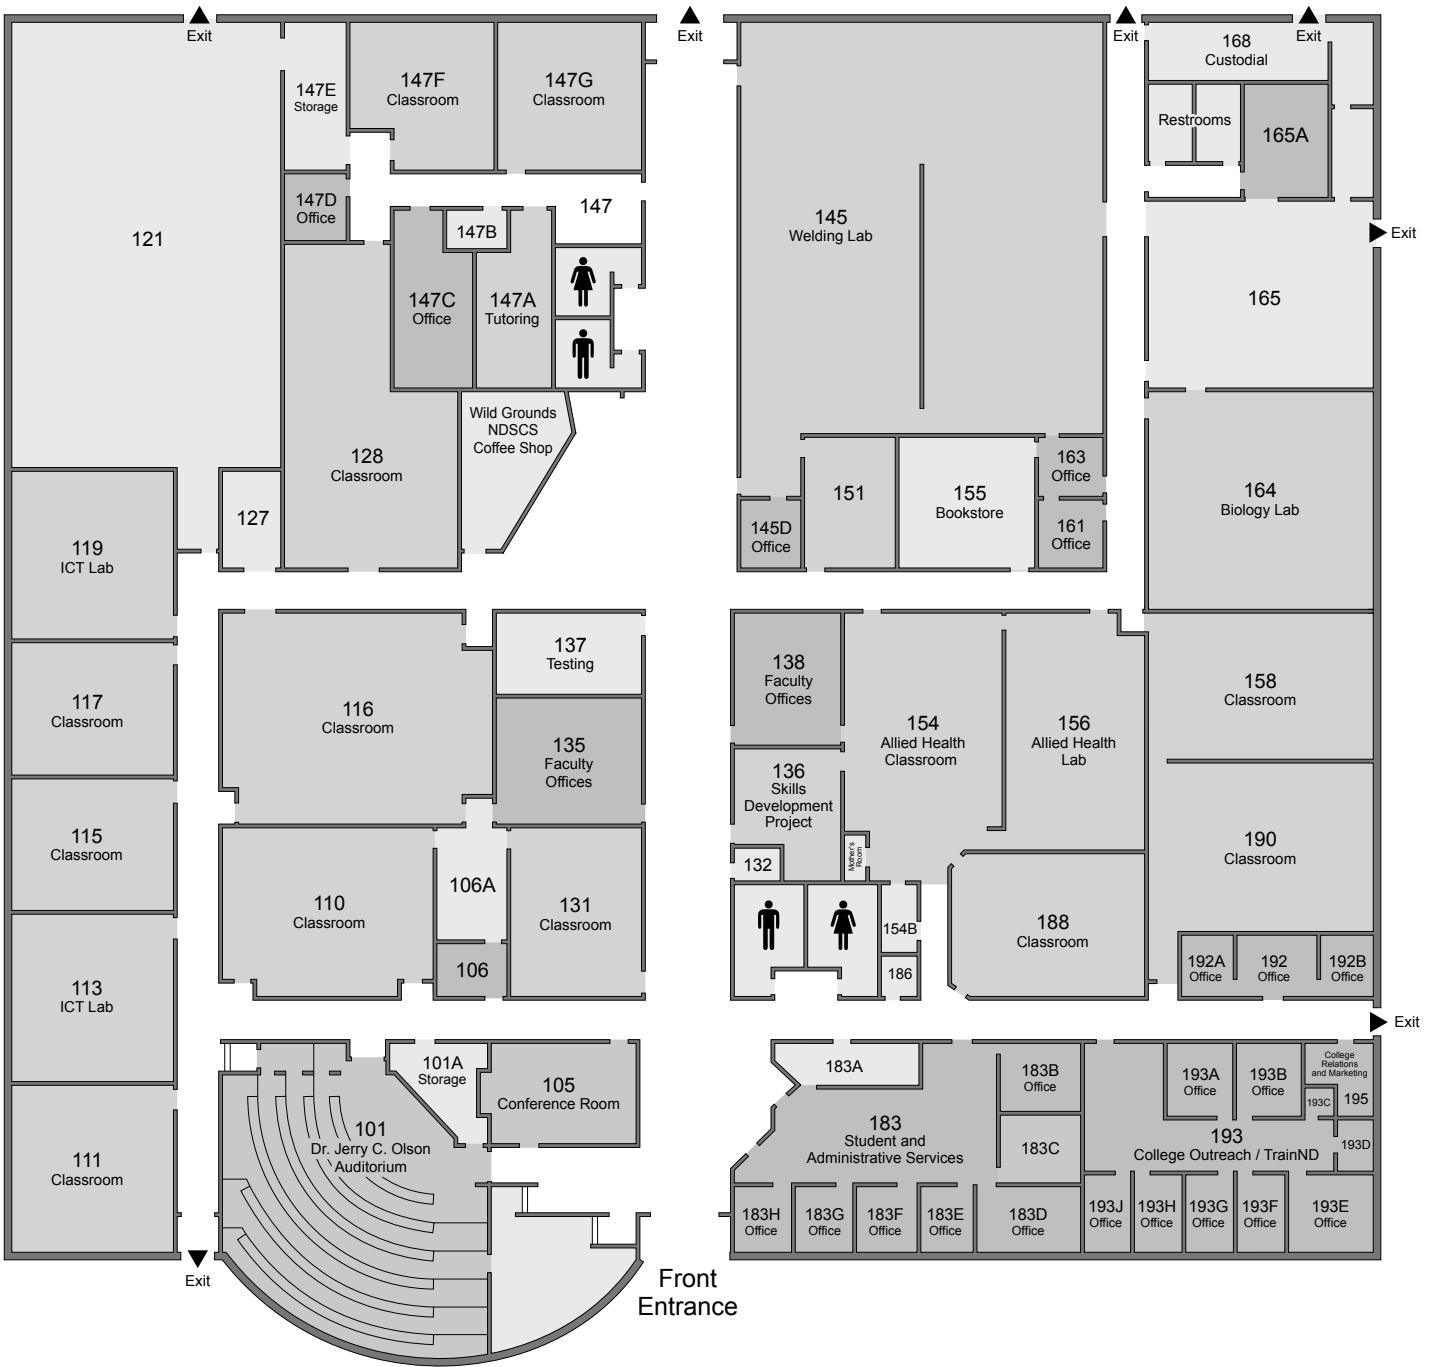 Exit
Exit
Exit
Exit
147E
Storage
147F
Classroom
147G
Classroom
168
Custodial
Restrooms
165A
147D
Office
147
147B
121
145
Welding Lab
Exit
147C
Office
147A
Tutoring
165
Wild Grounds
NDSCS
Coffee Shop
128
Classroom
163
Office
151
155
Bookstore
164
Biology Lab
127
145D
Office
161
Office
119
ICT Lab
137
Testing
138
Faculty
Offices
158
Classroom
117
Classroom
116
Classroom
154
Allied Health
Classroom
156
Allied Health
Lab
135
Faculty
Offices
136
Skills
Development
Project
115
Classroom
190
Classroom
Mother's
Room
132
106A
110
Classroom
131
Classroom
154B
188
Classroom
106
186
192A
Office
192
Office
192B
Office
113
ICT Lab
Exit
101A
Storage
105
Conference Room
183A
183B
Office
193A
Office
193B
Office
College
Relations
and Marketing
195
193C
101
Dr. Jerry C. Olson
Auditorium
183
Student and
Administrative Services
183C
193
College Outreach / TrainND
193D
111
Classroom
183H
Office
183G
Office
183F
Office
183E
Office
183D
Office
193J
Office
193H
Office
193G
Office
193F
Office
193E
Office
Exit
Front
Entrance